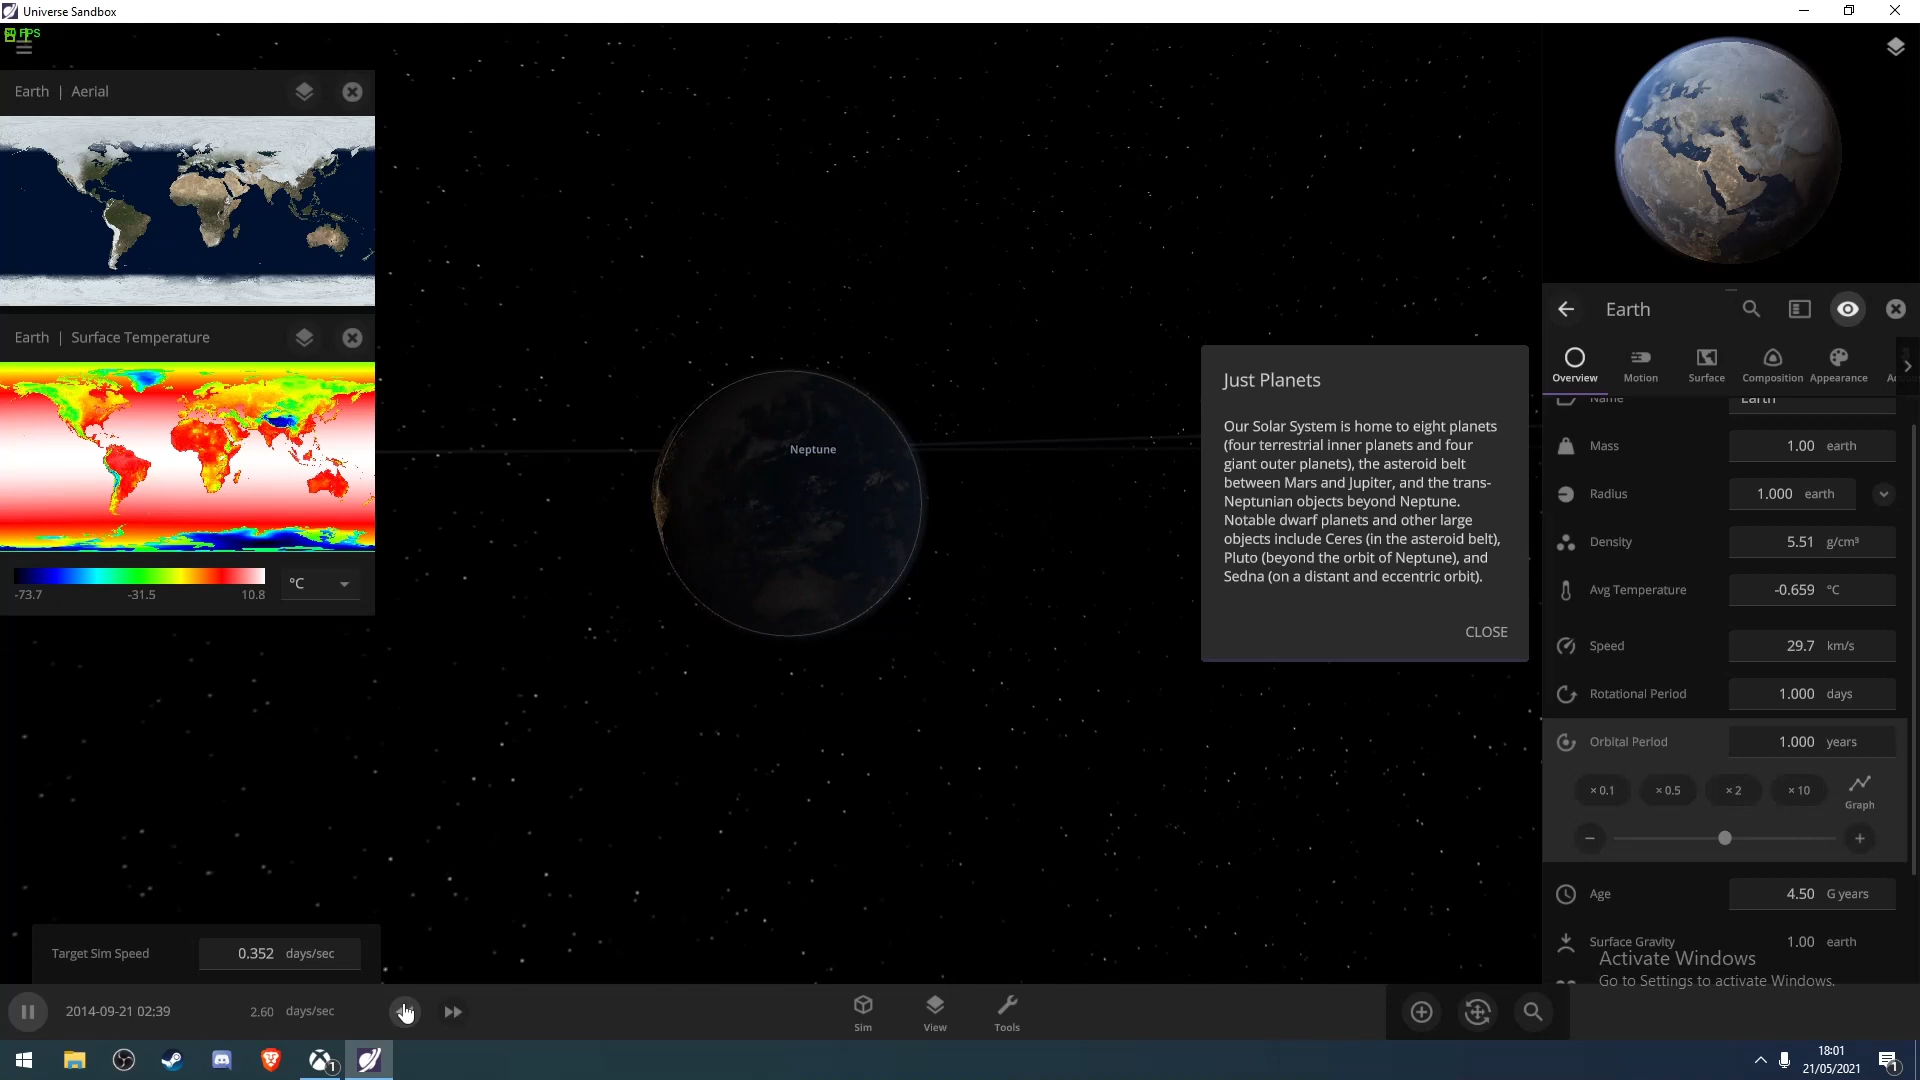 Universe Sandbox
60 FPS
Earth | Aerial
Earth | Surface Temperature
-73.7 -31.5 10.8 °C
Neptune
Just Planets
Our Solar System is home to eight planets
(four terrestrial inner planets and four
giant outer planets), the asteroid belt
between Mars and Jupiter, and the trans-
Neptunian objects beyond Neptune.
Notable dwarf planets and other large
objects include Ceres (in the asteroid belt),
Pluto (beyond the orbit of Neptune), and
Sedna (on a distant and eccentric orbit).
CLOSE
Earth
Overview Motion Surface Composition Appearance
Name Earth
Mass 1.00 earth
Radius 1.000 earth
Density 5.51 g/cm³
Avg Temperature -0.659 °C
Speed 29.7 km/s
Rotational Period 1.000 days
Orbital Period 1.000 years
× 0.1 × 0.5 × 2 × 10 Graph
Age 4.50 G years
Surface Gravity 1.00 earth
Activate Windows
Go to Settings to activate Windows.
Target Sim Speed 0.352 days/sec
2014-09-21 02:39 2.60 days/sec
Sim View Tools
1
18:01
21/05/2021
1